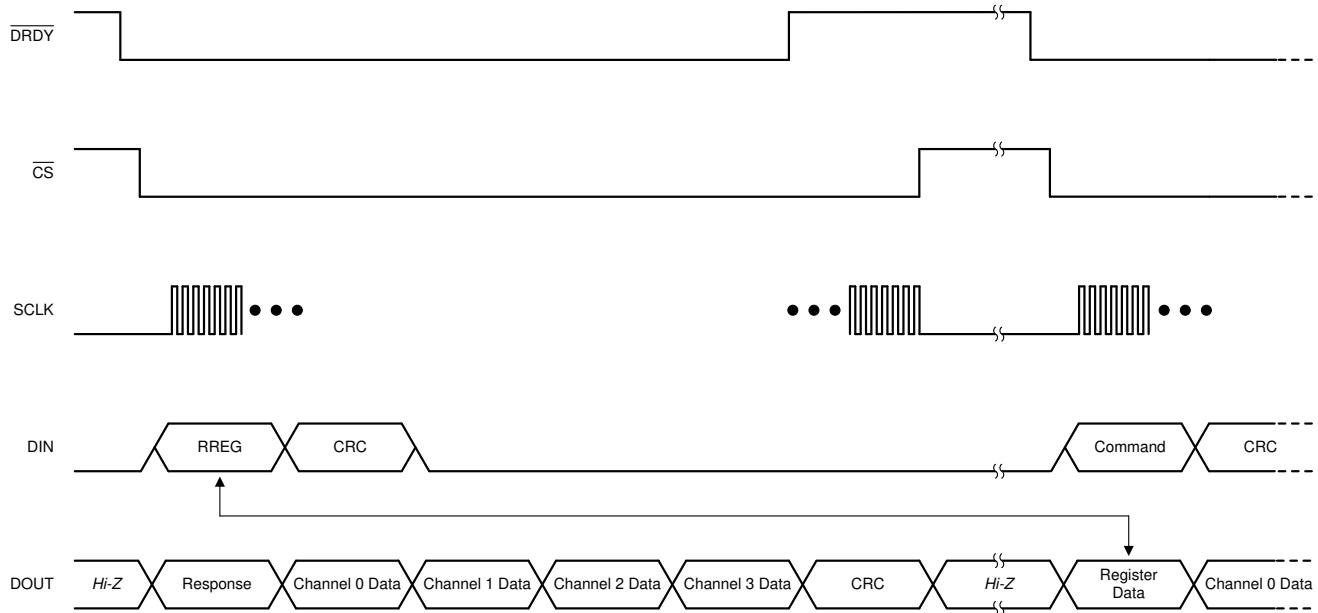 DRDY
CS
SCLK
DIN
RREG
CRC
Command
CRC
DOUT
Hi-Z
Response
Channel 0 Data
Channel 1 Data
Channel 2 Data
Channel 3 Data
CRC
Hi-Z
Register
Data
Channel 0 Data